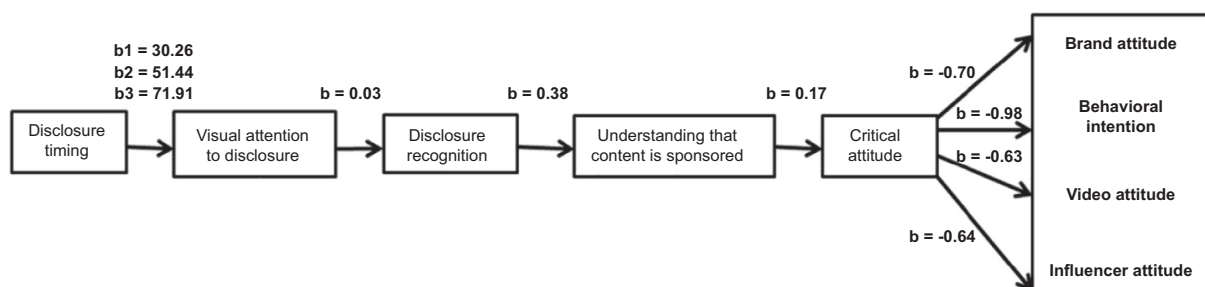 b1 = 30.26
b2 = 51.44
b3 = 71.91
b = 0.03
b = 0.38
b = 0.17
Disclosure
timing
Visual attention
to disclosure
Disclosure
recognition
Understanding that
content is sponsored
Critical
attitude
b = -0.70
b = -0.98
b = -0.63
b = -0.64
Brand attitude
Behavioral
intention
Video attitude
Influencer attitude